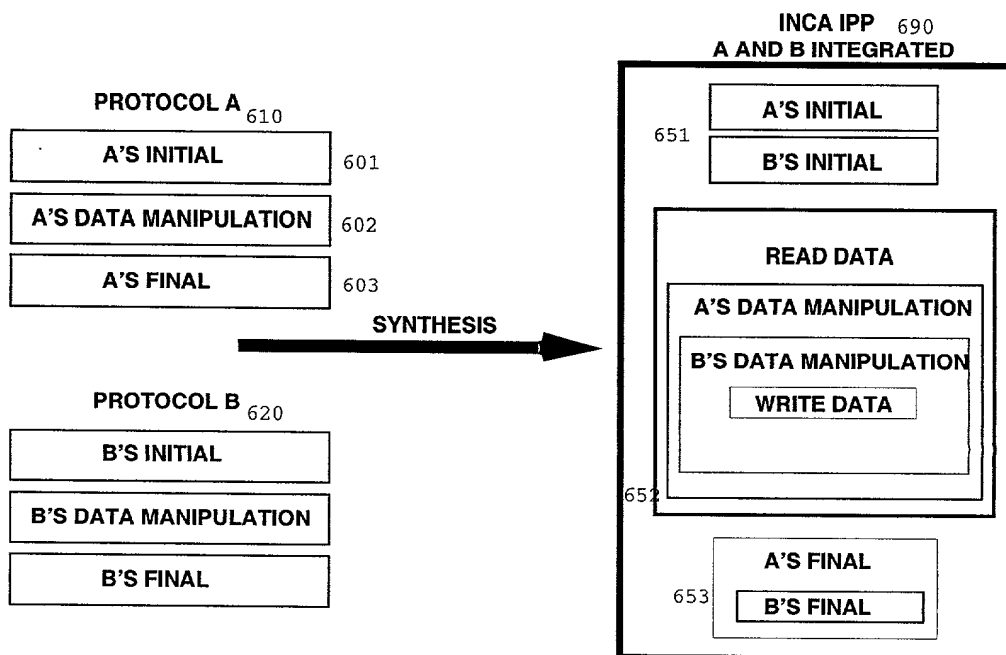 PROTOCOL A 610
A'S INITIAL 601
A'S DATA MANIPULATION 602
A'S FINAL 603
SYNTHESIS
PROTOCOL B 620
B'S INITIAL
B'S DATA MANIPULATION
B'S FINAL
INCA IPP 690
A AND B INTEGRATED
A'S INITIAL
651
B'S INITIAL
READ DATA
A'S DATA MANIPULATION
B'S DATA MANIPULATION
WRITE DATA
652
A'S FINAL
653 B'S FINAL